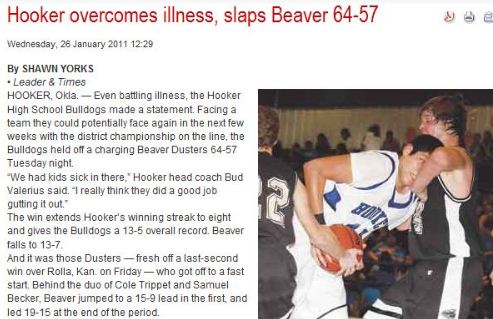 Hooker overcomes illness, slaps Beaver 64-57
Wednesday, 26 January 2011 12:29
By SHAWN YORKS
• Leader & Times
HOOKER, Okla. — Even battling illness, the Hooker
High School Bulldogs made a statement. Facing a
team they could potentially face again in the next few
weeks with the district championship on the line, the
Bulldogs held off a charging Beaver Dusters 64-57
Tuesday night.
“We had kids sick in there,” Hooker head coach Bud
Valerius said. “I really think they did a good job
gutting it out.”
The win extends Hooker’s winning streak to eight
and gives the Bulldogs a 13-5 overall record. Beaver
falls to 13-7.
And it was those Dusters — fresh off a last-second
win over Rolla, Kan. on Friday — who got off to a fast
start. Behind the duo of Cole Trippet and Samuel
Becker, Beaver jumped to a 15-9 lead in the first, and
led 19-15 at the end of the period.
22